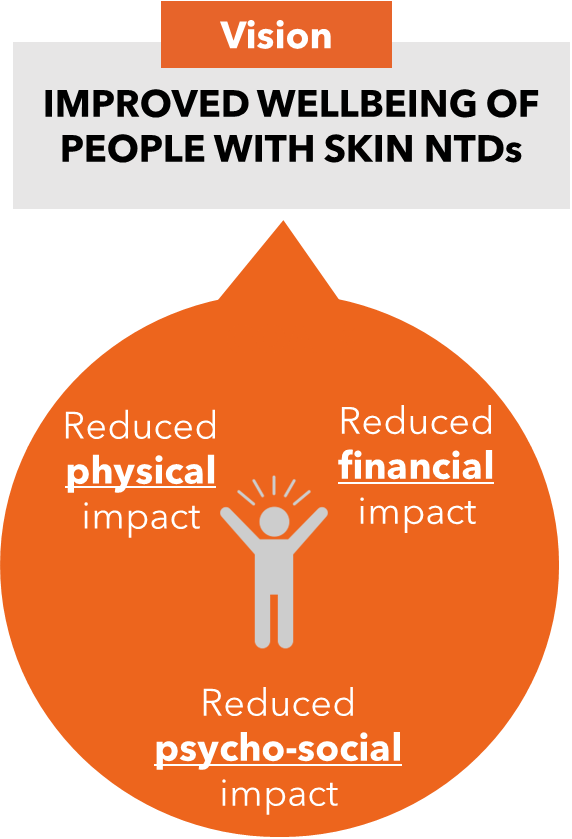 Vision
IMPROVED WELLBEING OF
PEOPLE WITH SKIN NTDs
Reduced
physical
impact
Reduced
financial
impact
Reduced
psycho-social
impact